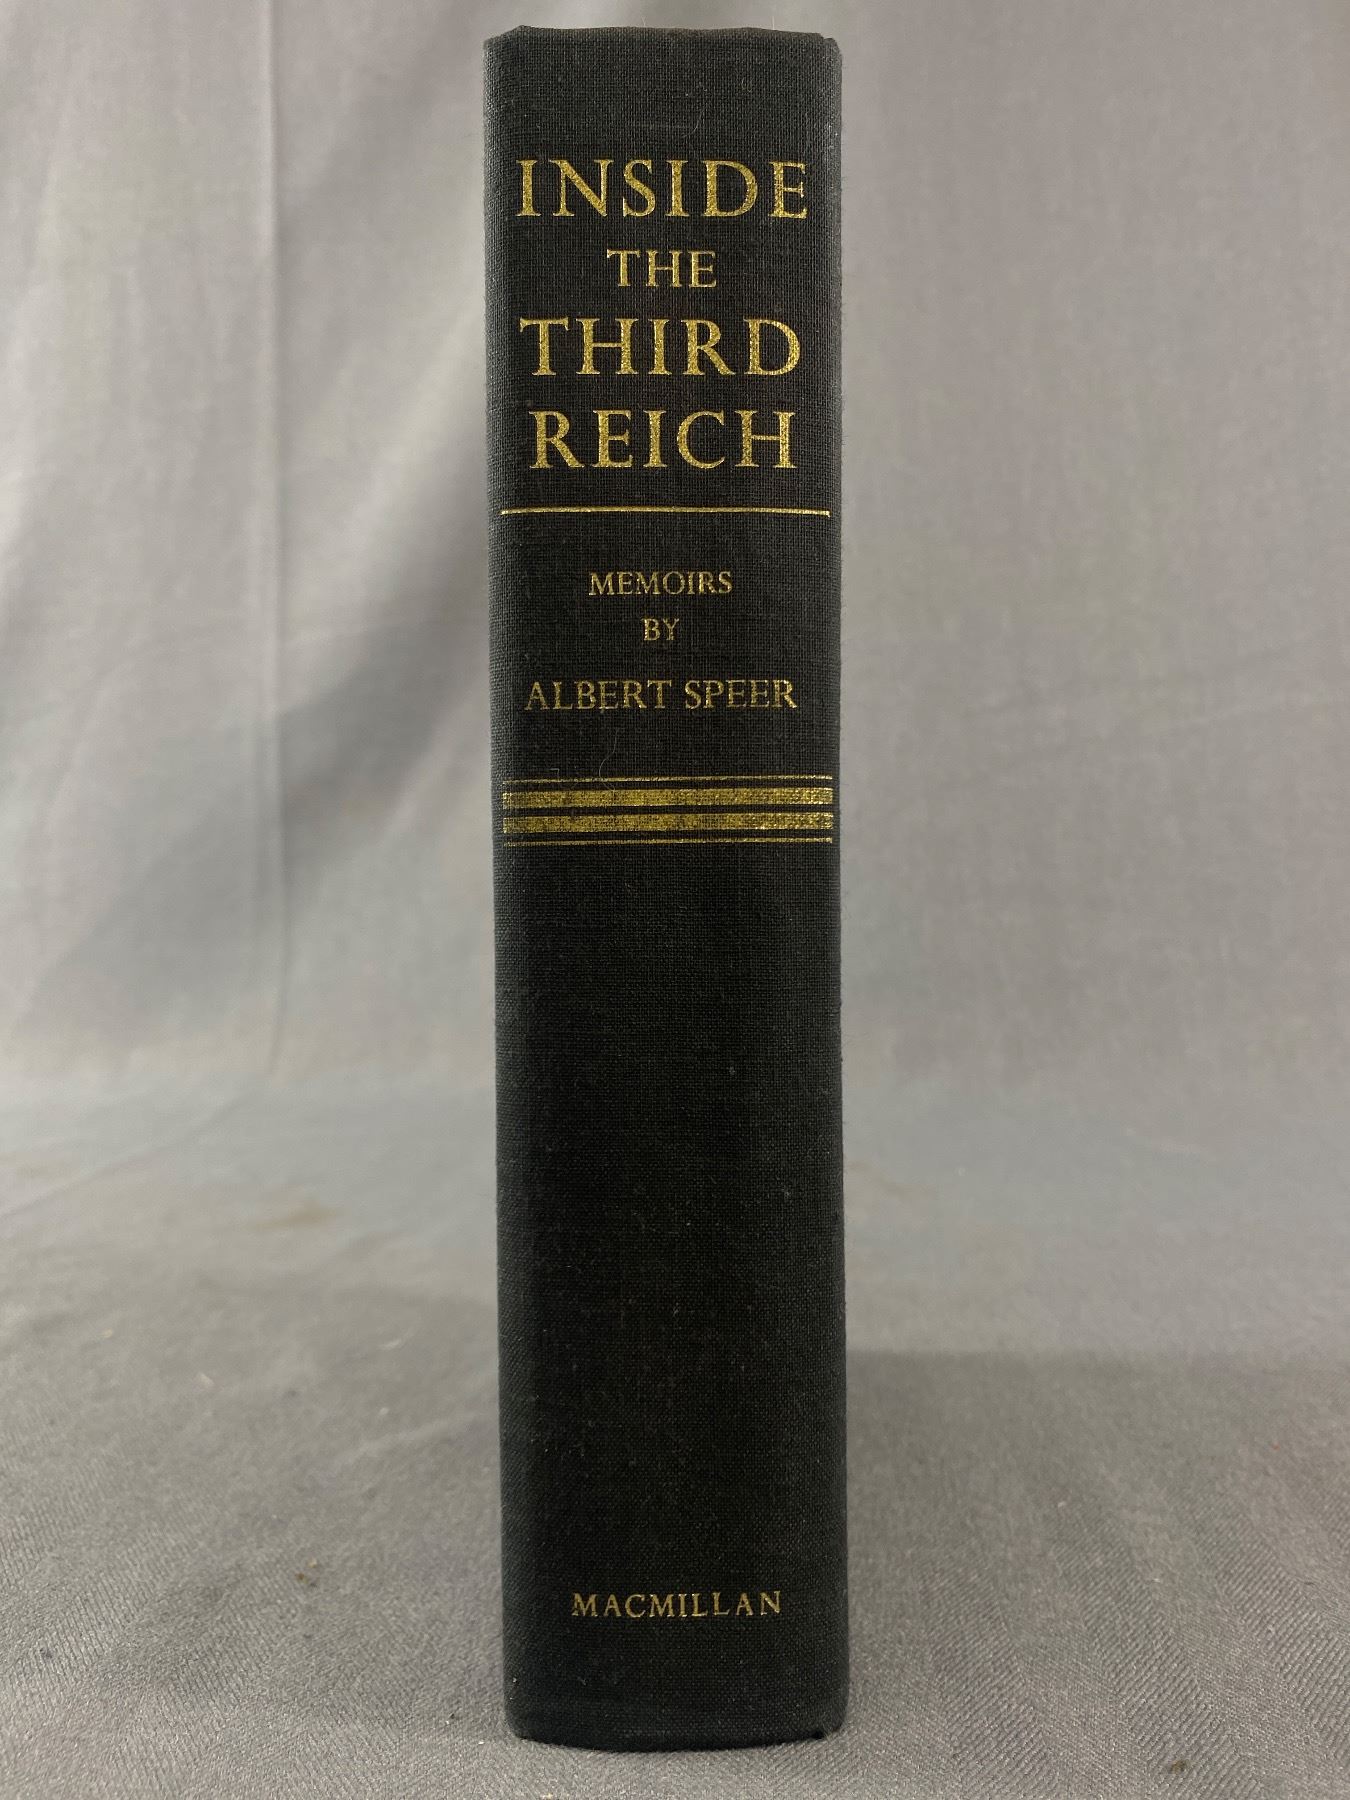 INSIDE
THE
THIRD
REICH
MEMOIRS
BY
ALBERT SPEER
MACMILLAN